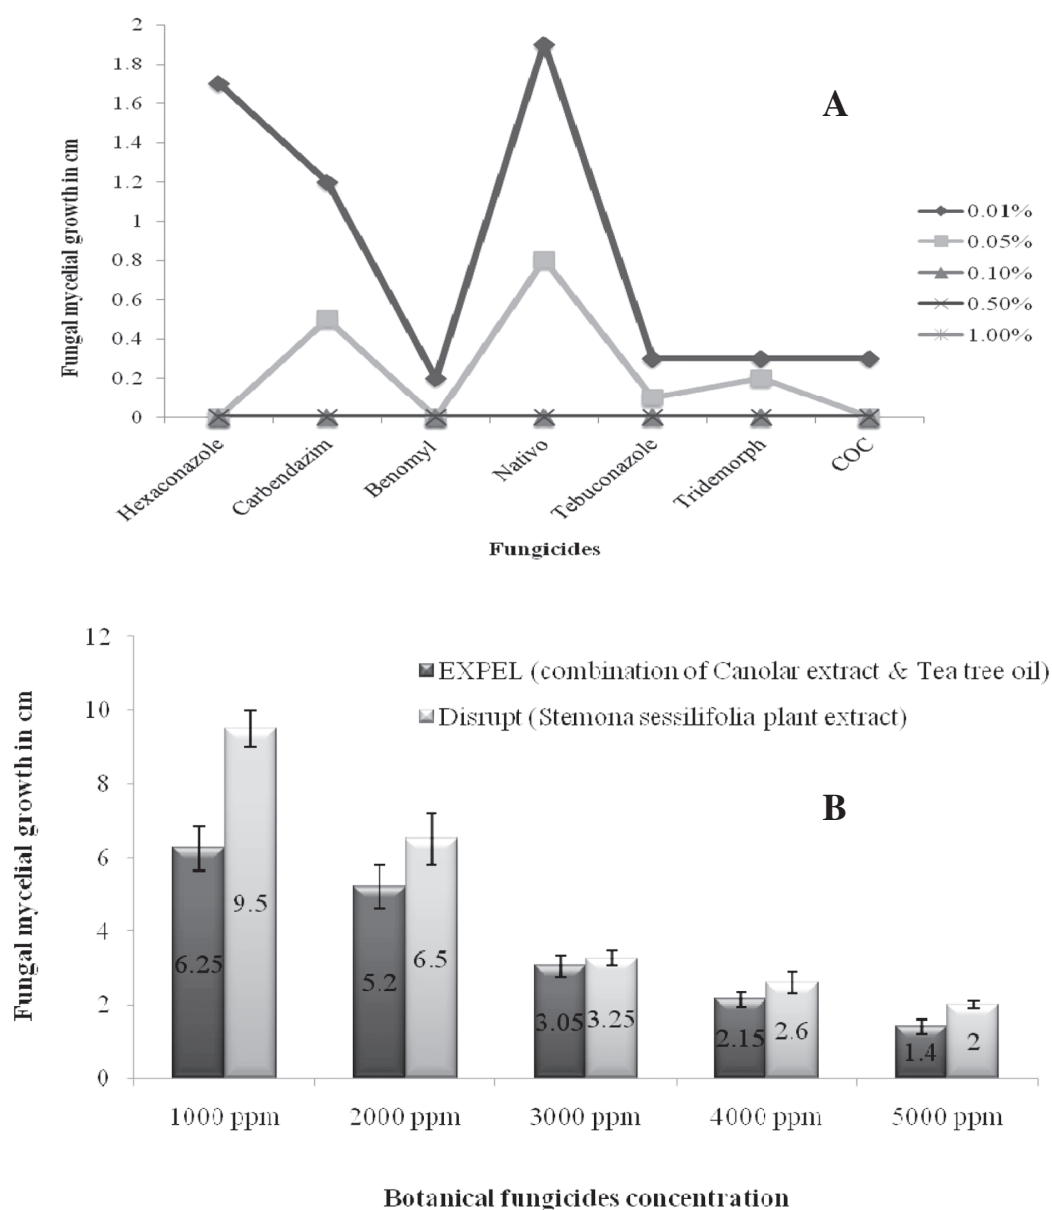 2
1.8
1.6
1.4
1.2
1
0.8
0.6
0.4
0.2
0
Fungal mycelial growth in cm
A
0.01%
0.05%
0.10%
0.50%
1.00%
Hexaconazole
Carbendazim
Benomyl
Nativo
Tebuconazole
Tridemorph
COC
Fungicides
12
10
8
6
4
2
0
Fungal mycelial growth in cm
EXPEL (combination of Canolar extract & Tea tree oil)
Disrupt (Stemona sessilifolia plant extract)
B
6.25
9.5
5.2
6.5
3.05
3.25
2.15
2.6
1.4
2
1000 ppm
2000 ppm
3000 ppm
4000 ppm
5000 ppm
Botanical fungicides concentration